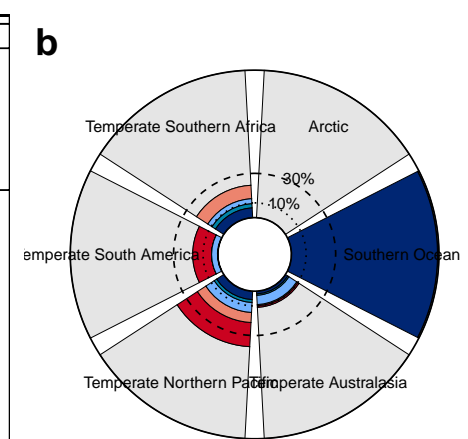 b
Temperate Southern Africa
Arctic
30%
10%
emperate South America
Southern Ocean
Temperate Northern Pacific
Temperate Australasia